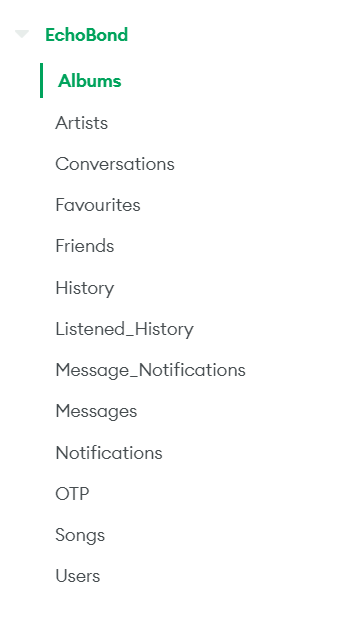 EchoBond
Albums
Artists
Conversations
Favourites
Friends
History
Listened_History
Message_Notifications
Messages
Notifications
OTP
Songs
Users